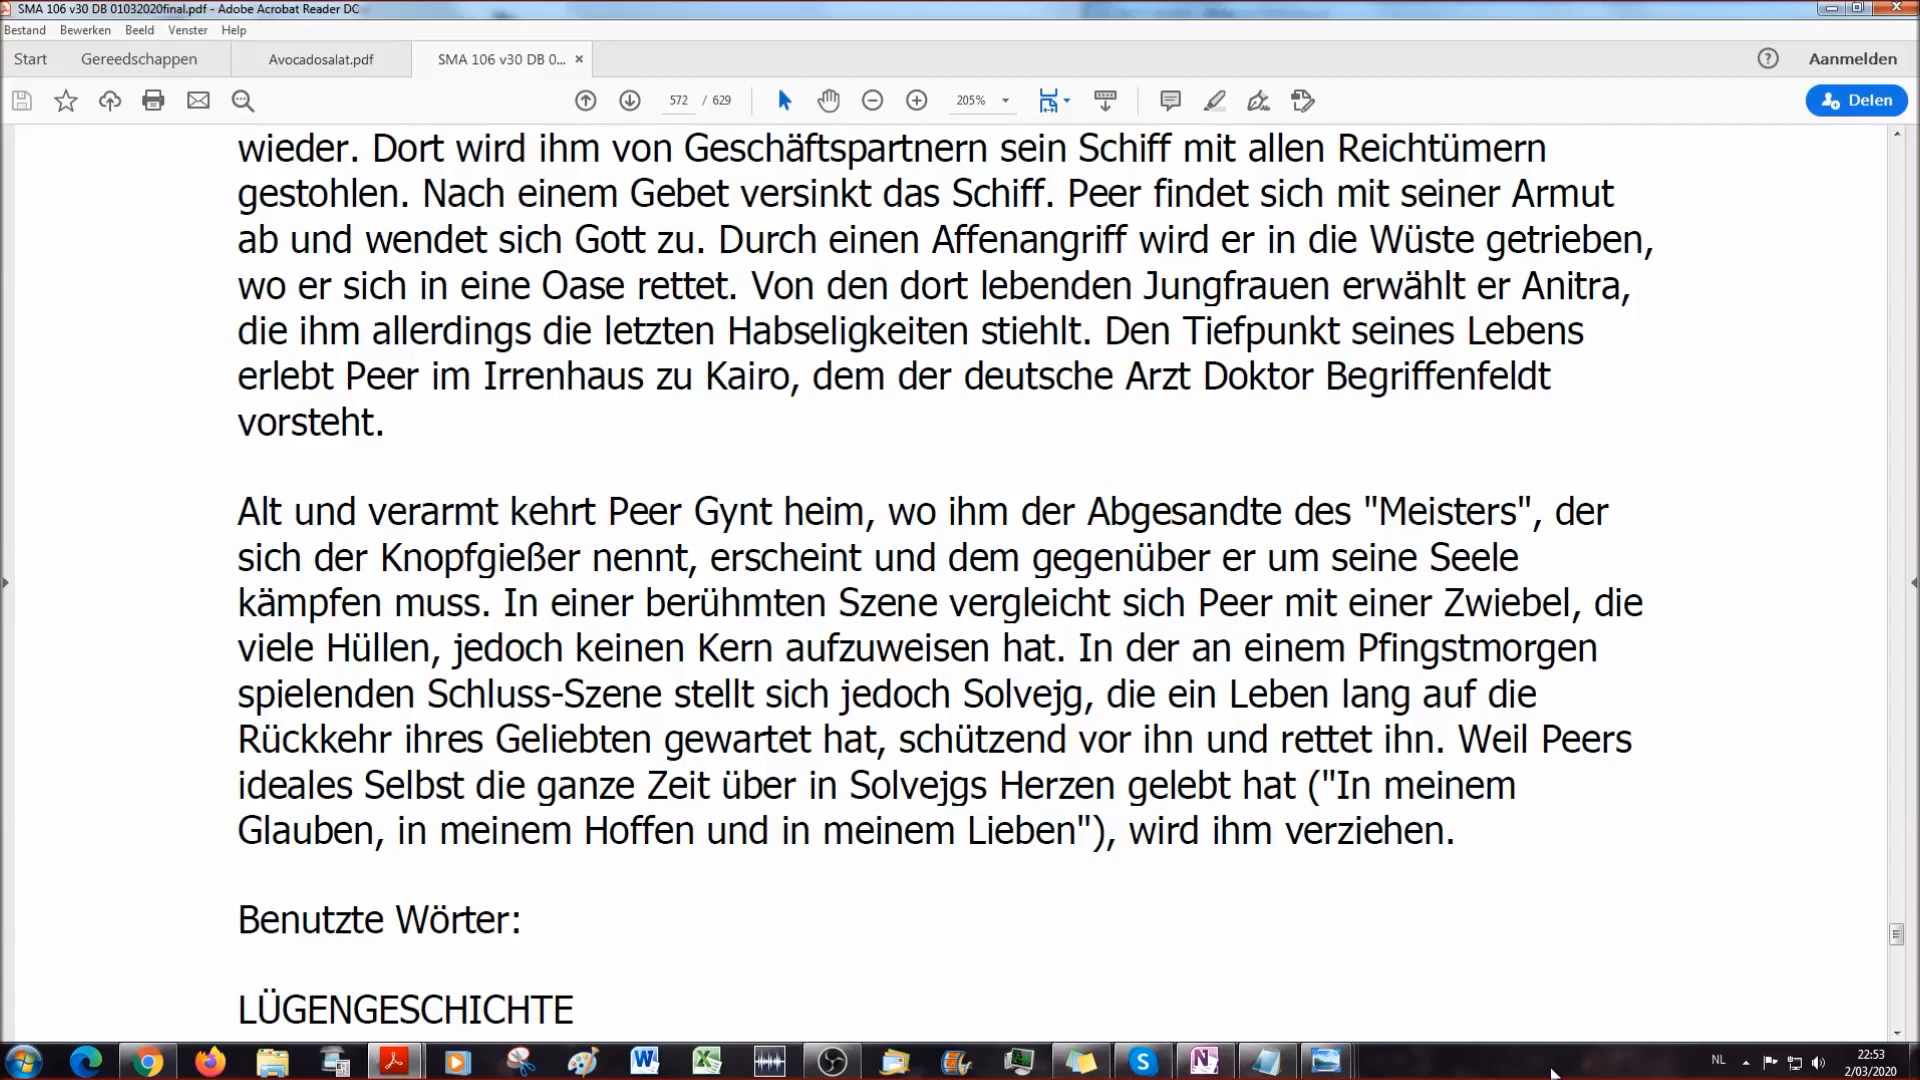 SMA 106 v30 DB 01032020final.pdf - Adobe Acrobat Reader DC
Bestand Bewerken Beeld Venster Help
Start Gereedschappen Avocadosalat.pdf SMA 106 v30 DB 0... × ? Aanmelden
572 / 629 205% Delen
wieder. Dort wird ihm von Geschäftspartnern sein Schiff mit allen Reichtümern
gestohlen. Nach einem Gebet versinkt das Schiff. Peer findet sich mit seiner Armut
ab und wendet sich Gott zu. Durch einen Affenangriff wird er in die Wüste getrieben,
wo er sich in eine Oase rettet. Von den dort lebenden Jungfrauen erwählt er Anitra,
die ihm allerdings die letzten Habseligkeiten stiehlt. Den Tiefpunkt seines Lebens
erlebt Peer im Irrenhaus zu Kairo, dem der deutsche Arzt Doktor Begriffenfeldt
vorsteht.
Alt und verarmt kehrt Peer Gynt heim, wo ihm der Abgesandte des "Meisters", der
sich der Knopfgießer nennt, erscheint und dem gegenüber er um seine Seele
kämpfen muss. In einer berühmten Szene vergleicht sich Peer mit einer Zwiebel, die
viele Hüllen, jedoch keinen Kern aufzuweisen hat. In der an einem Pfingstmorgen
spielenden Schluss-Szene stellt sich jedoch Solvejg, die ein Leben lang auf die
Rückkehr ihres Geliebten gewartet hat, schützend vor ihn und rettet ihn. Weil Peers
ideales Selbst die ganze Zeit über in Solvejgs Herzen gelebt hat ("In meinem
Glauben, in meinem Hoffen und in meinem Lieben"), wird ihm verziehen.
Benutzte Wörter:
LÜGENGESCHICHTE
NL 22:53
2/03/2020